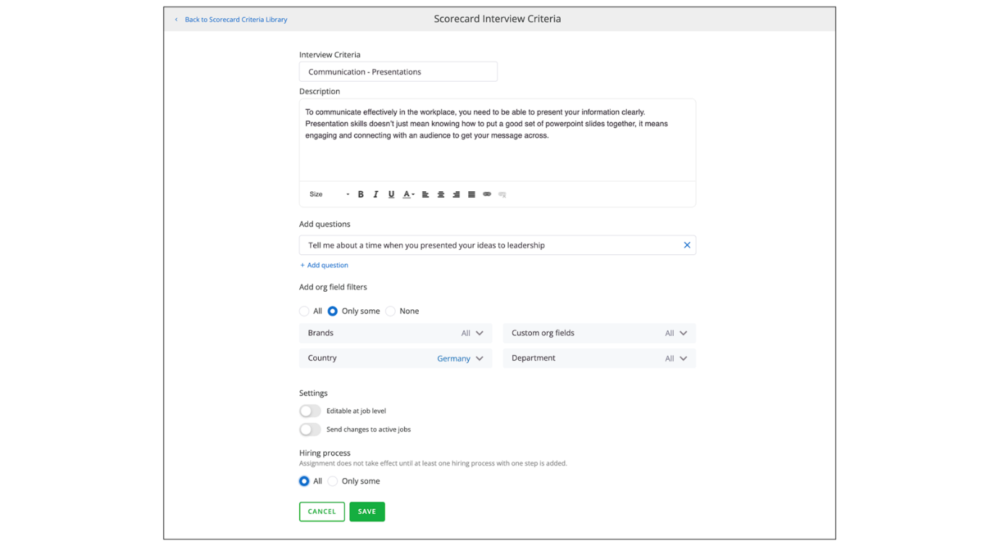 Back to Scorecard Criteria Library
Scorecard Interview Criteria
Interview Criteria
Communication - Presentations
Description
To communicate effectively in the workplace, you need to be able to present your information clearly.
Presentation skills doesn't just mean knowing how to put a good set of powerpoint slides together, it means
engaging and connecting with an audience to get your message across.
Size B I U A
Add questions
Tell me about a time when you presented your ideas to leadership
+ Add question
Add org field filters
All Only some None
Brands All Custom org fields All
Country Germany Department All
Settings
Editable at job level
Send changes to active jobs
Hiring process
Assignment does not take effect until at least one hiring process with one step is added.
All Only some
CANCEL SAVE